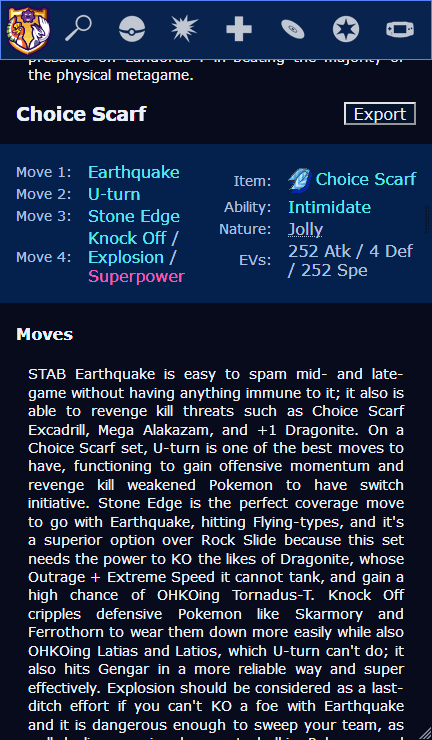 pressure on Landorus-T in beating the majority of
the physical metagame.
Choice Scarf
Export
Move 1: Earthquake
Move 2: U-turn
Move 3: Stone Edge
Move 4: Knock Off /
Explosion /
Superpower
Item: Choice Scarf
Ability: Intimidate
Nature: Jolly
EVs: 252 Atk / 4 Def
/ 252 Spe
Moves
STAB Earthquake is easy to spam mid- and late-
game without having anything immune to it; it also is
able to revenge kill threats such as Choice Scarf
Excadrill, Mega Alakazam, and +1 Dragonite. On a
Choice Scarf set, U-turn is one of the best moves to
have, functioning to gain offensive momentum and
revenge kill weakened Pokemon to have switch
initiative. Stone Edge is the perfect coverage move
to go with Earthquake, hitting Flying-types, and it's
a superior option over Rock Slide because this set
needs the power to KO the likes of Dragonite, whose
Outrage + Extreme Speed it cannot tank, and gain a
high chance of OHKOing Tornadus-T. Knock Off
cripples defensive Pokemon like Skarmory and
Ferrothorn to wear them down more easily while also
OHKOing Latias and Latios, which U-turn can't do; it
also hits Gengar in a more reliable way and super
effectively. Explosion should be considered as a last-
ditch effort if you can't KO a foe with Earthquake
and it is dangerous enough to sweep your team, as